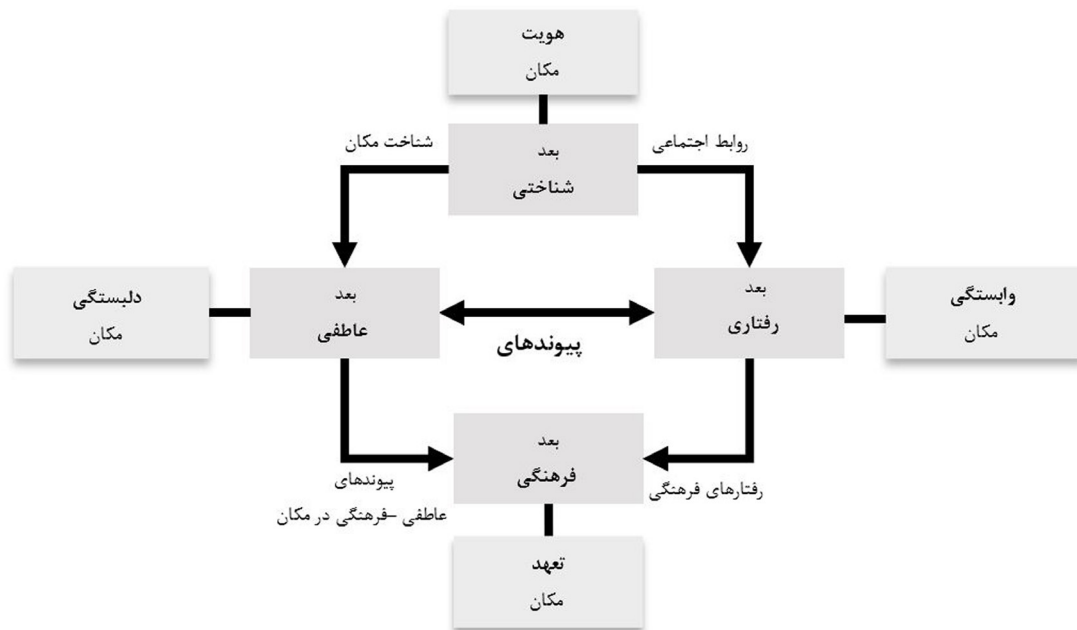 هویت
مکان
روابط اجتماعی
بعد
شناختی
شناخت مکان
وابستگی
مکان
بعد
رفتاری
پیوندهای
بعد
عاطفی
دلبستگی
مکان
رفتارهای فرهنگی
بعد
فرهنگی
پیوندهای
عاطفی –فرهنگی در مکان
تعهد
مکان